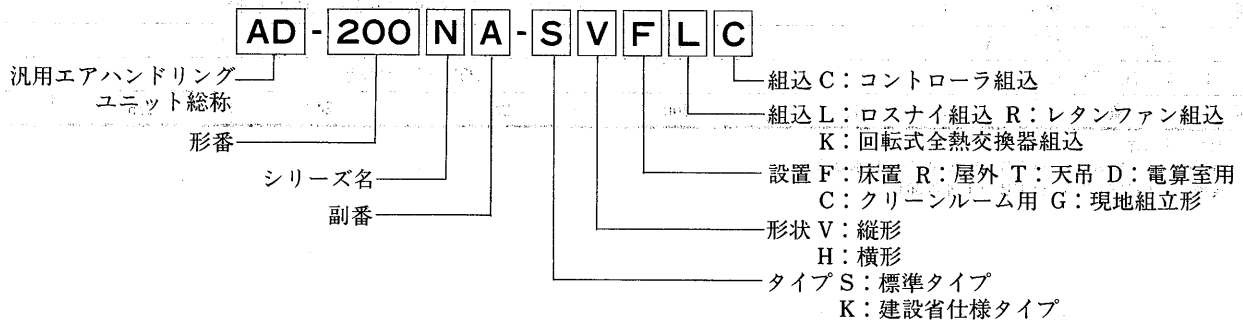 AD-200NA-SVFLC
汎用エアハンドリング
ユニット総称
形番
シリーズ名
副番
組込 C：コントローラ組込
組込 L：ロスナイ組込 R：レタンファン組込
K：回転式全熱交換器組込
設置 F：床置 R：屋外 T：天吊 D：電算室用
C：クリーンルーム用 G：現地組立形
形状 V：縦形
H：横形
タイプ S：標準タイプ
K：建設省仕様タイプ